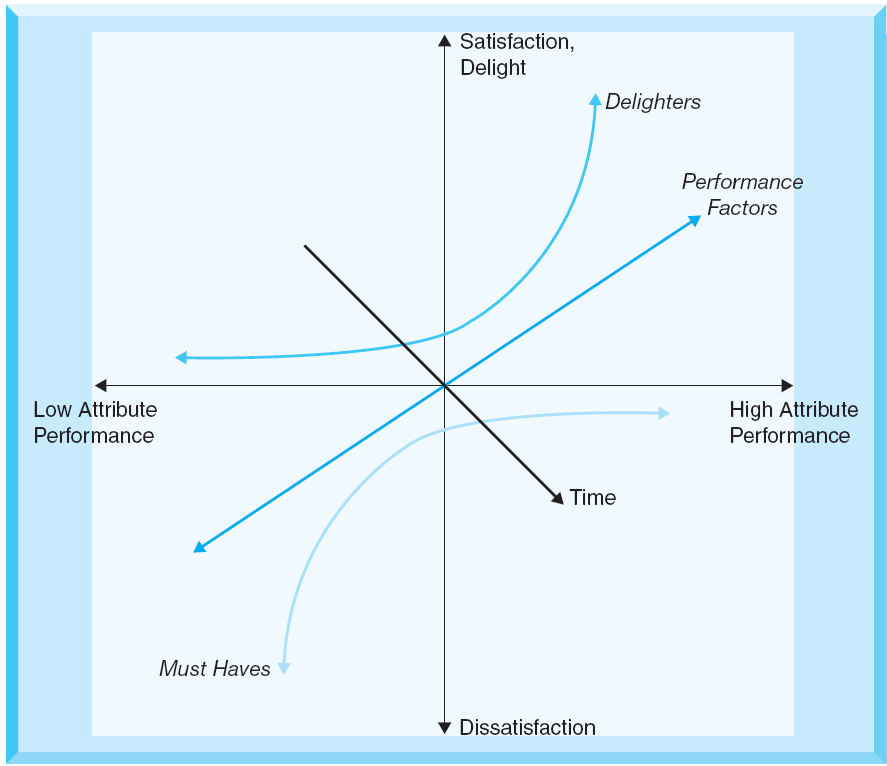 Satisfaction,
Delight
Delighters
Performance
Factors
Low Attribute
Performance
High Attribute
Performance
Time
Must Haves
Dissatisfaction